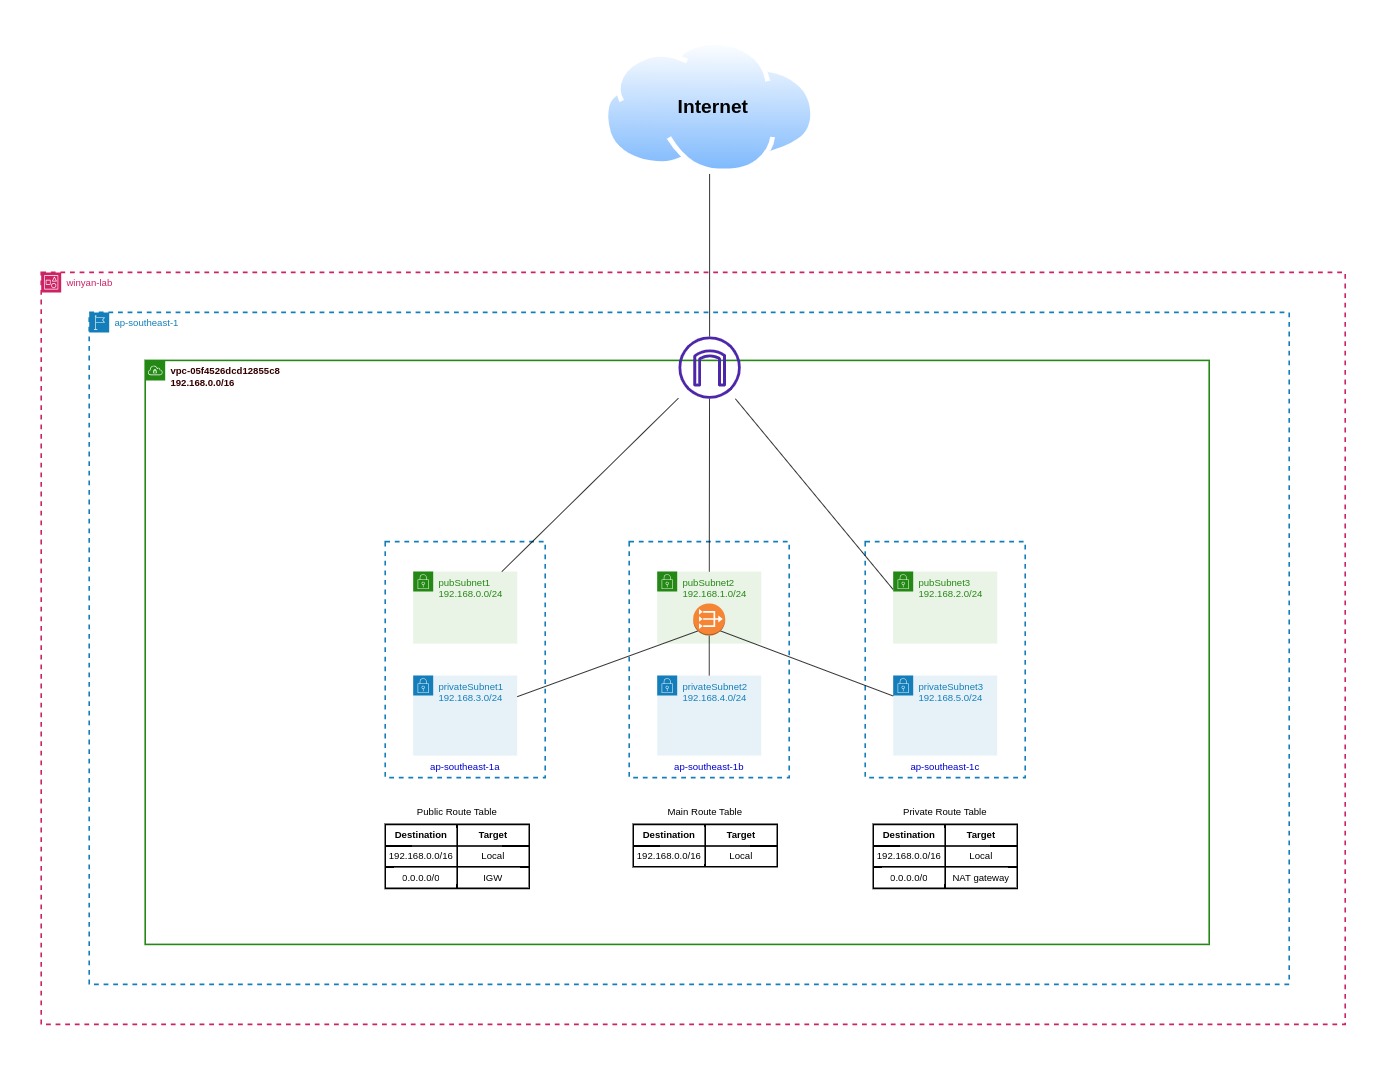 Internet
winyan-lab
ap-southeast-1
vpc-05f4526dcd12855c8
192.168.0.0/16
pubSubnet1
192.168.0.0/24
pubSubnet2
192.168.1.0/24
pubSubnet3
192.168.2.0/24
privateSubnet1
192.168.3.0/24
privateSubnet2
192.168.4.0/24
privateSubnet3
192.168.5.0/24
ap-southeast-1a
ap-southeast-1b
ap-southeast-1c
Public Route Table
Destination Target
192.168.0.0/16 Local
0.0.0.0/0 IGW
Main Route Table
Destination Target
192.168.0.0/16 Local
Private Route Table
Destination Target
192.168.0.0/16 Local
0.0.0.0/0 NAT gateway